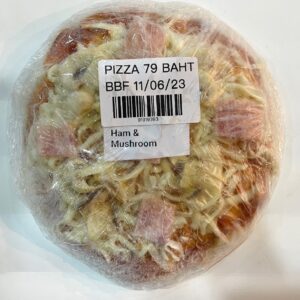 PIZZA 79 BAHT
BBF 11/06/23
Ham &
Mushroom